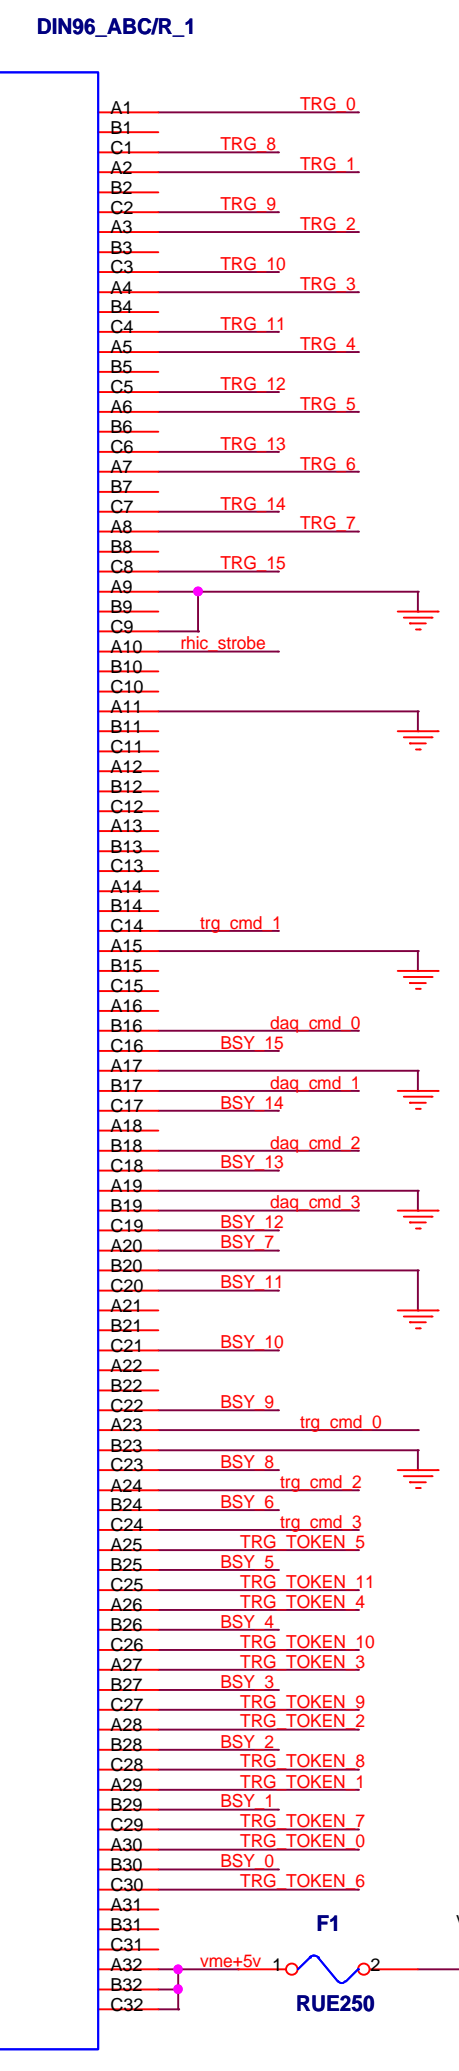 DIN96_ABC/R_1
A1 TRG_0
B1
C1 TRG_8
A2 TRG_1
B2
C2 TRG_9
A3 TRG_2
B3
C3 TRG_10
A4 TRG_3
B4
C4 TRG_11
A5 TRG_4
B5
C5 TRG_12
A6 TRG_5
B6
C6 TRG_13
A7 TRG_6
B7
C7 TRG_14
A8 TRG_7
B8
C8 TRG_15
A9
B9
C9
A10 rhic_strobe
B10
C10
A11
B11
C11
A12
B12
C12
A13
B13
C13
A14
B14
C14 trg_cmd_1
A15
B15
C15
A16
B16 daq_cmd_0
C16 BSY_15
A17
B17 daq_cmd_1
C17 BSY_14
A18
B18 daq_cmd_2
C18 BSY_13
A19
B19 daq_cmd_3
C19 BSY_12
A20 BSY_7
B20
C20 BSY_11
A21
B21
C21 BSY_10
A22
B22
C22 BSY_9
A23 trg_cmd_0
B23
C23 BSY_8
A24 trg_cmd_2
B24 BSY_6
C24 trg_cmd_3
A25 TRG_TOKEN_5
B25 BSY_5
C25 TRG_TOKEN_11
A26 TRG_TOKEN_4
B26 BSY_4
C26 TRG_TOKEN_10
A27 TRG_TOKEN_3
B27 BSY_3
C27 TRG_TOKEN_9
A28 TRG_TOKEN_2
B28 BSY_2
C28 TRG_TOKEN_8
A29 TRG_TOKEN_1
B29 BSY_1
C29 TRG_TOKEN_7
A30 TRG_TOKEN_0
B30 BSY_0
C30 TRG_TOKEN_6
A31
B31
C31
F1
A32 vme+5v 1 2
B32
C32
RUE250